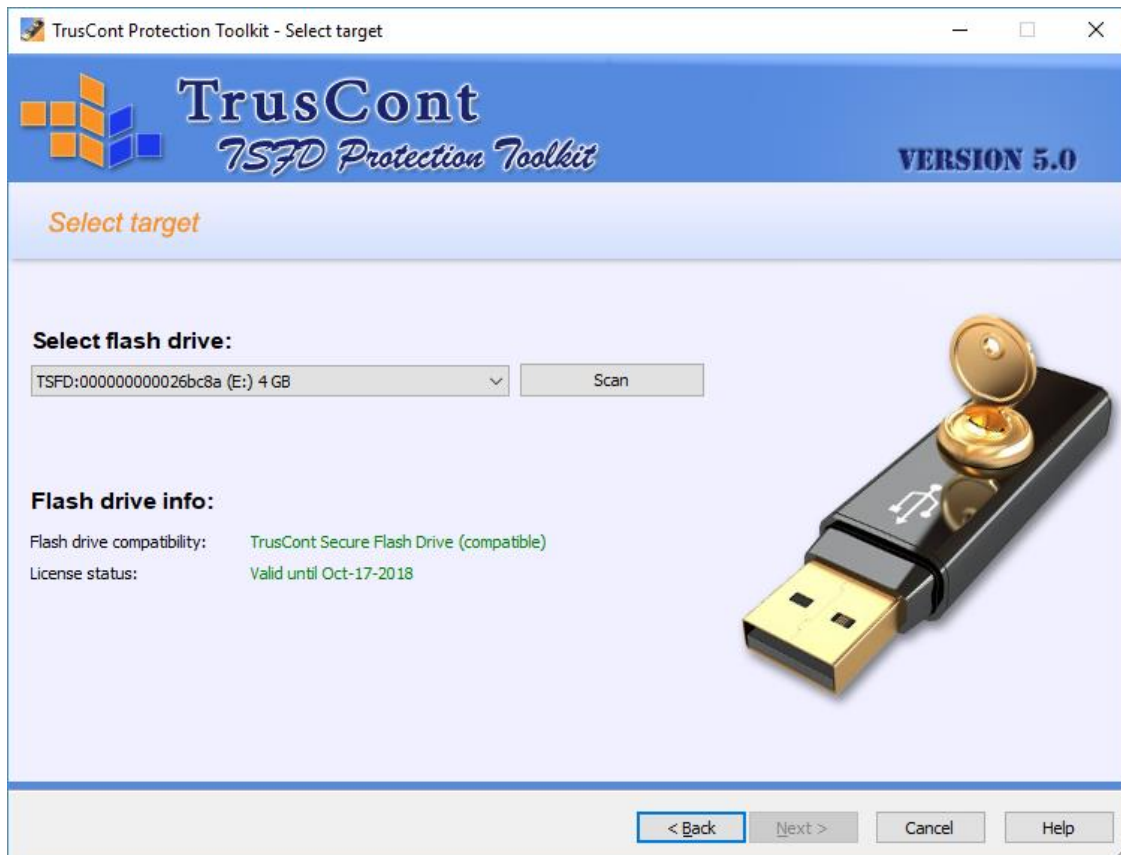 TrusCont Protection Toolkit - Select target
TrusCont
TSFD Protection Toolkit
VERSION 5.0
Select target
Select flash drive:
TSFD:000000000026bc8a (E:) 4 GB
Scan
Flash drive info:
Flash drive compatibility: TrusCont Secure Flash Drive (compatible)
License status: Valid until Oct-17-2018
< Back Next > Cancel Help